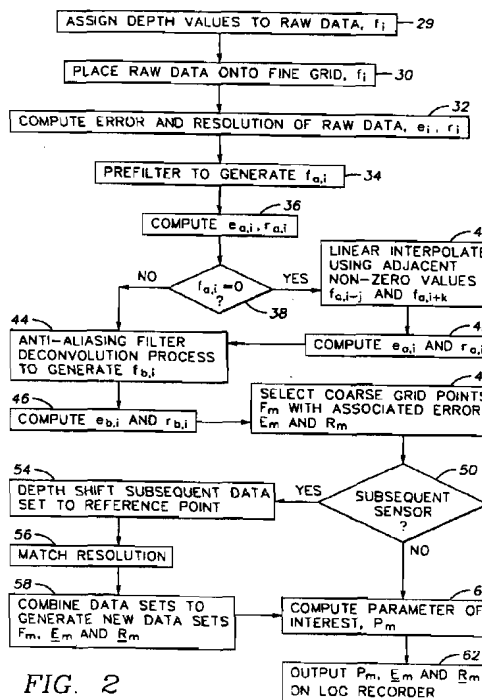 ASSIGN DEPTH VALUES TO RAW DATA, fi
29
PLACE RAW DATA ONTO FINE GRID, fi
30
32
COMPUTE ERROR AND RESOLUTION OF RAW DATA, ei, ri
PREFILTER TO GENERATE fa,i
34
36
COMPUTE ea,i, ra,i
fa,i=0
?
38
NO
YES
LINEAR INTERPOLATE
USING ADJACENT
NON-ZERO VALUES
fa,i-j AND fa,i+k
COMPUTE ea,i AND ra,i
44
ANTI-ALIASING FILTER
DECONVOLUTION PROCESS
TO GENERATE fb,i
46
COMPUTE eb,i AND rb,i
SELECT COARSE GRID POINTS
Fm WITH ASSOCIATED ERROR
Em AND Rm
50
SUBSEQUENT
SENSOR
?
YES
NO
54
DEPTH SHIFT SUBSEQUENT DATA
SET TO REFERENCE POINT
56
MATCH RESOLUTION
58
COMBINE DATA SETS TO
GENERATE NEW DATA SETS
Fm, Em AND Rm
COMPUTE PARAMETER OF
INTEREST, Pm
62
OUTPUT Pm, Em AND Rm
ON LOG RECORDER
FIG. 2